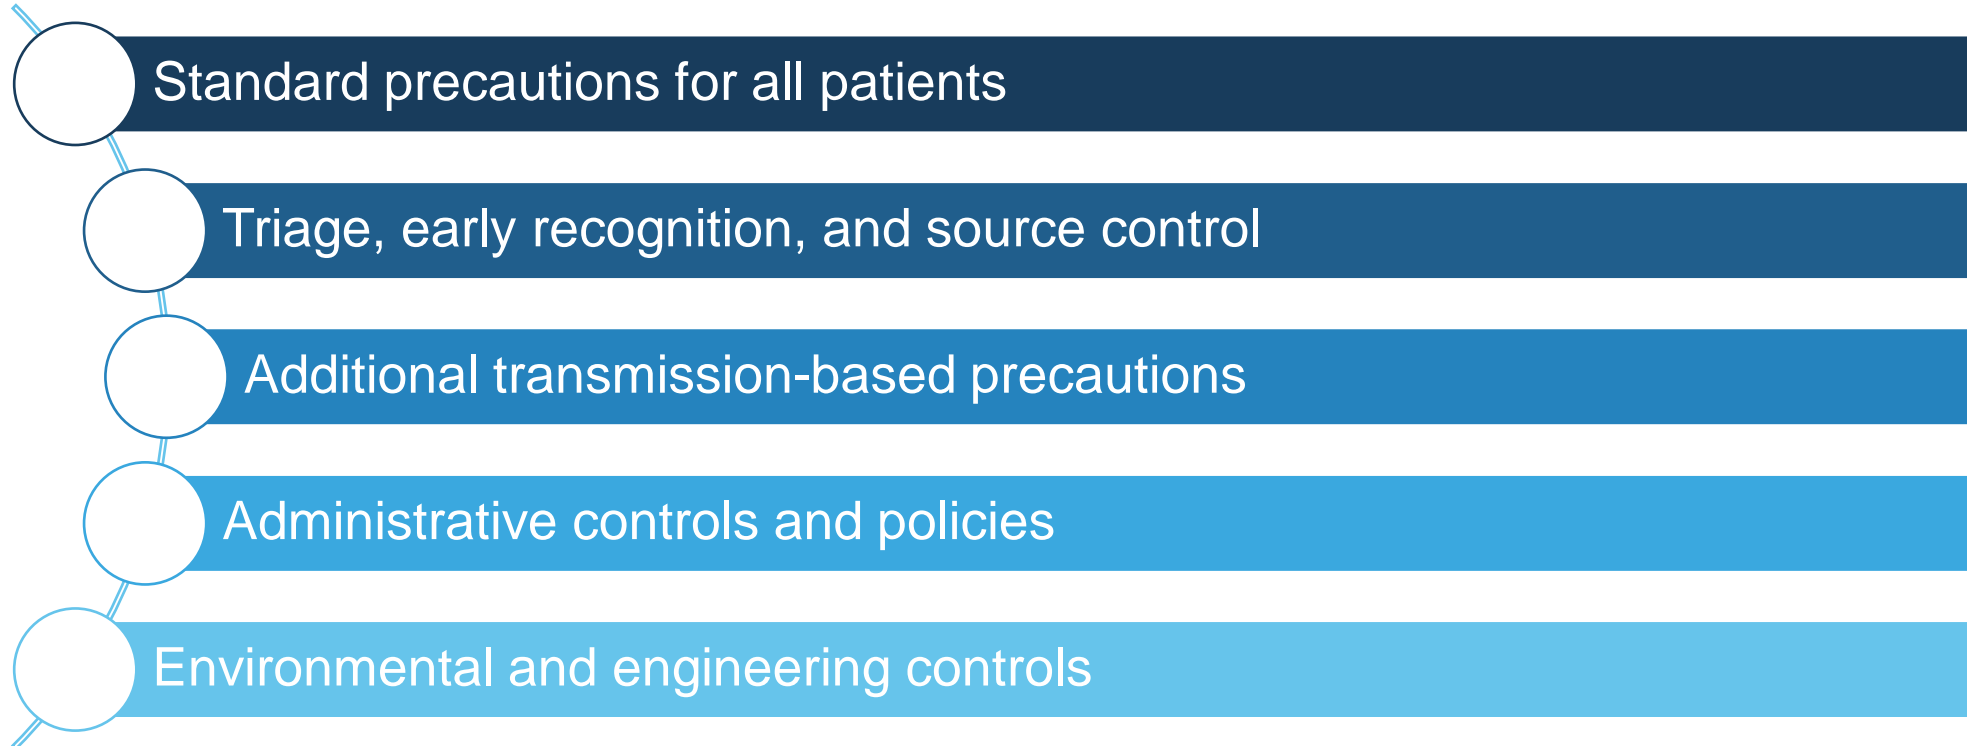 Standard precautions for all patients
Triage, early recognition, and source control
Additional transmission-based precautions
Administrative controls and policies
Environmental and engineering controls